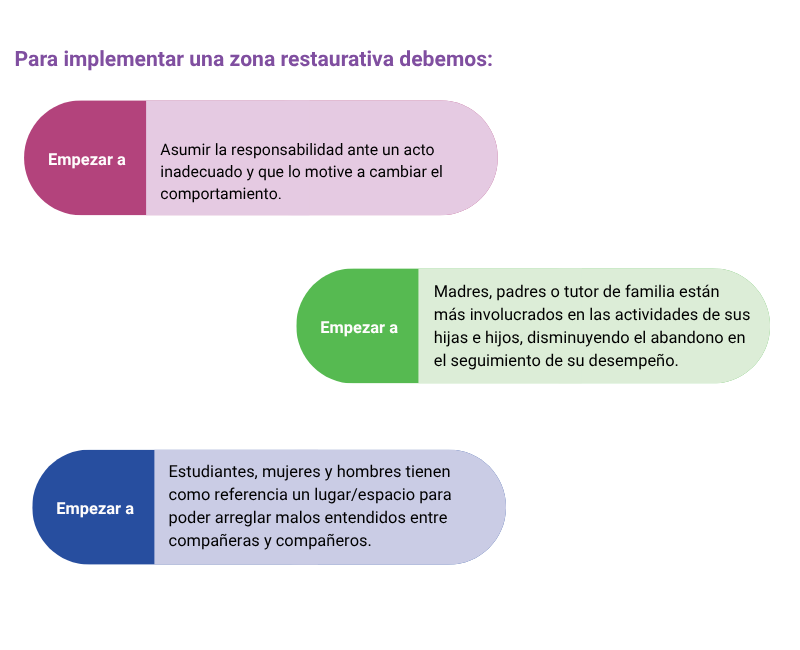 Para implementar una zona restaurativa debemos:
Empezar a
Asumir la responsabilidad ante un acto
inadecuado y que lo motive a cambiar el
comportamiento.
Empezar a
Madres, padres o tutor de familia están
más involucrados en las actividades de sus
hijas e hijos, disminuyendo el abandono en
el seguimiento de su desempeño.
Empezar a
Estudiantes, mujeres y hombres tienen
como referencia un lugar/espacio para
poder arreglar malos entendidos entre
compañeras y compañeros.